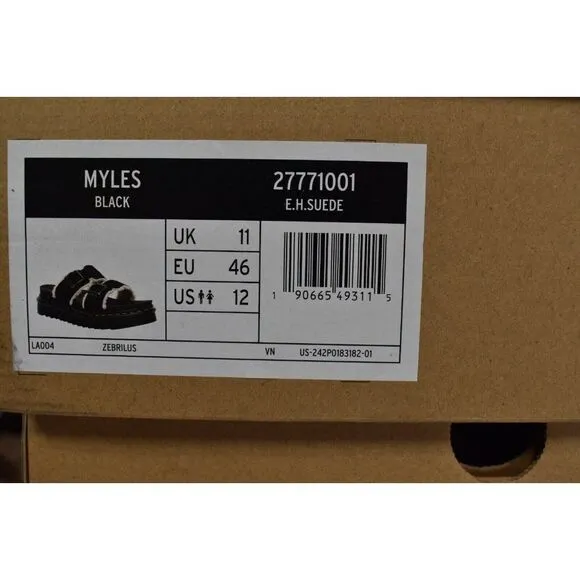 MYLES
BLACK
27771001
E.H.SUEDE
UK 11
EU 46
US 12
1 90665 49311 5
LA004 ZEBRILUS VN US-242P0183182-01